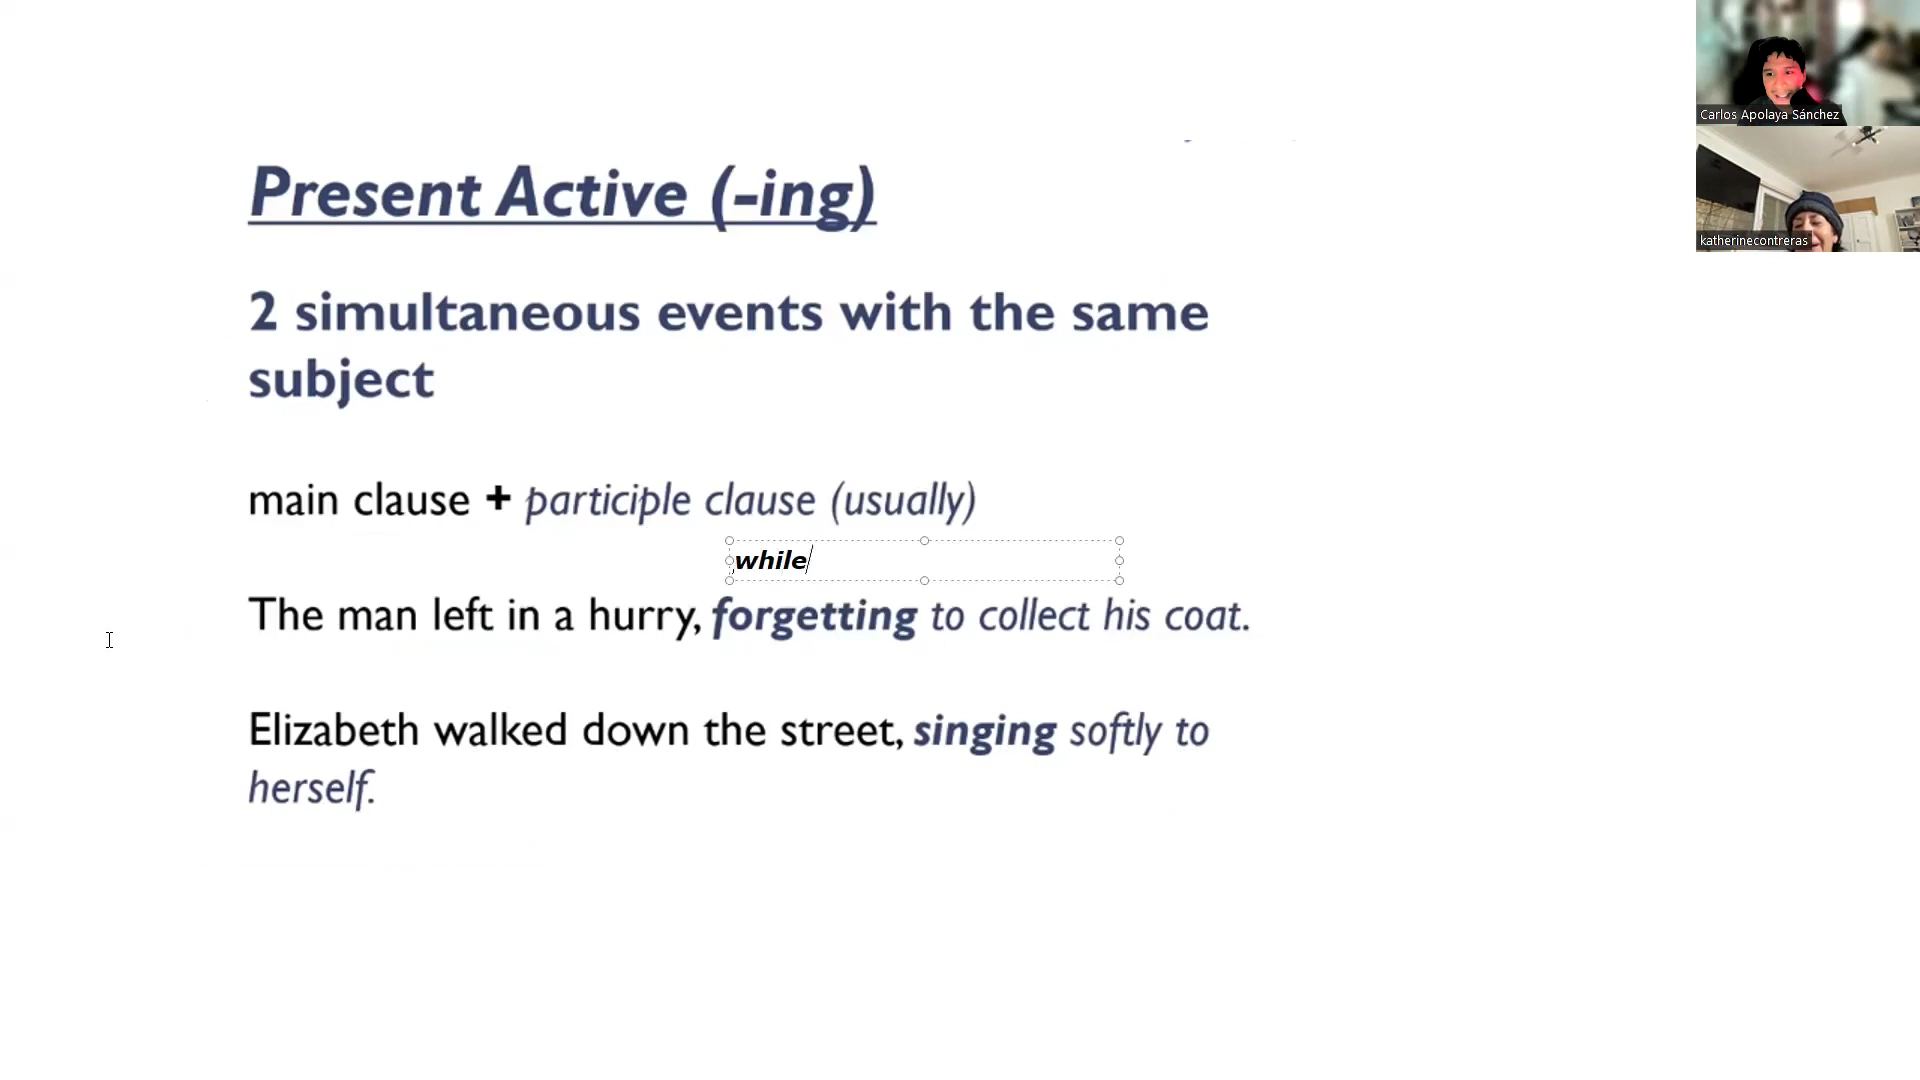 Carlos Apolaya Sánchez
katherinecontreras
Present Active (-ing)
2 simultaneous events with the same
subject
main clause + participle clause (usually)
while
The man left in a hurry, forgetting to collect his coat.
Elizabeth walked down the street, singing softly to
herself.